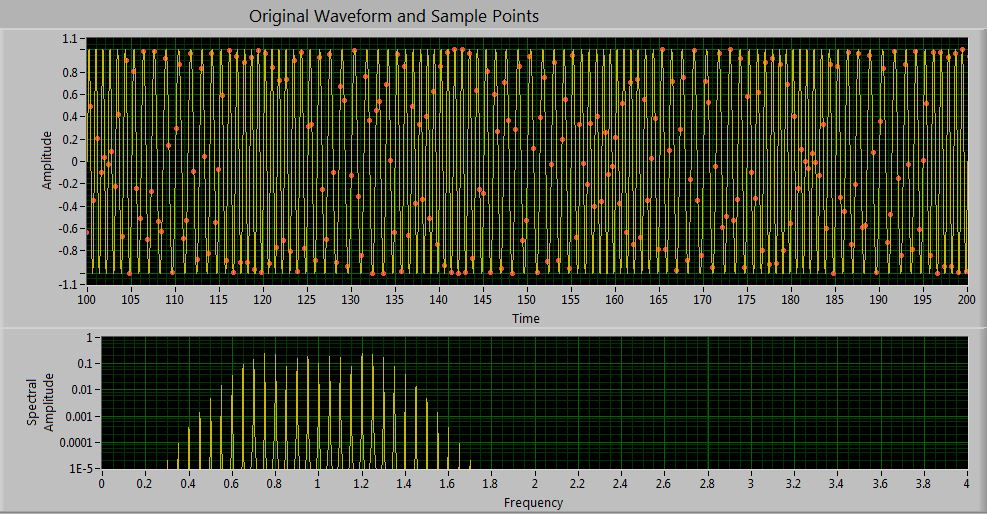 Original Waveform and Sample Points
1.1
0.8
0.6
0.4
0.2
0
-0.2
-0.4
-0.6
-0.8
-1.1
Amplitude
100 105 110 115 120 125 130 135 140 145 150 155 160 165 170 175 180 185 190 195 200
Time
1
0.1
0.01
0.001
0.0001
1E-5
Spectral
Amplitude
0 0.2 0.4 0.6 0.8 1 1.2 1.4 1.6 1.8 2 2.2 2.4 2.6 2.8 3 3.2 3.4 3.6 3.8 4
Frequency